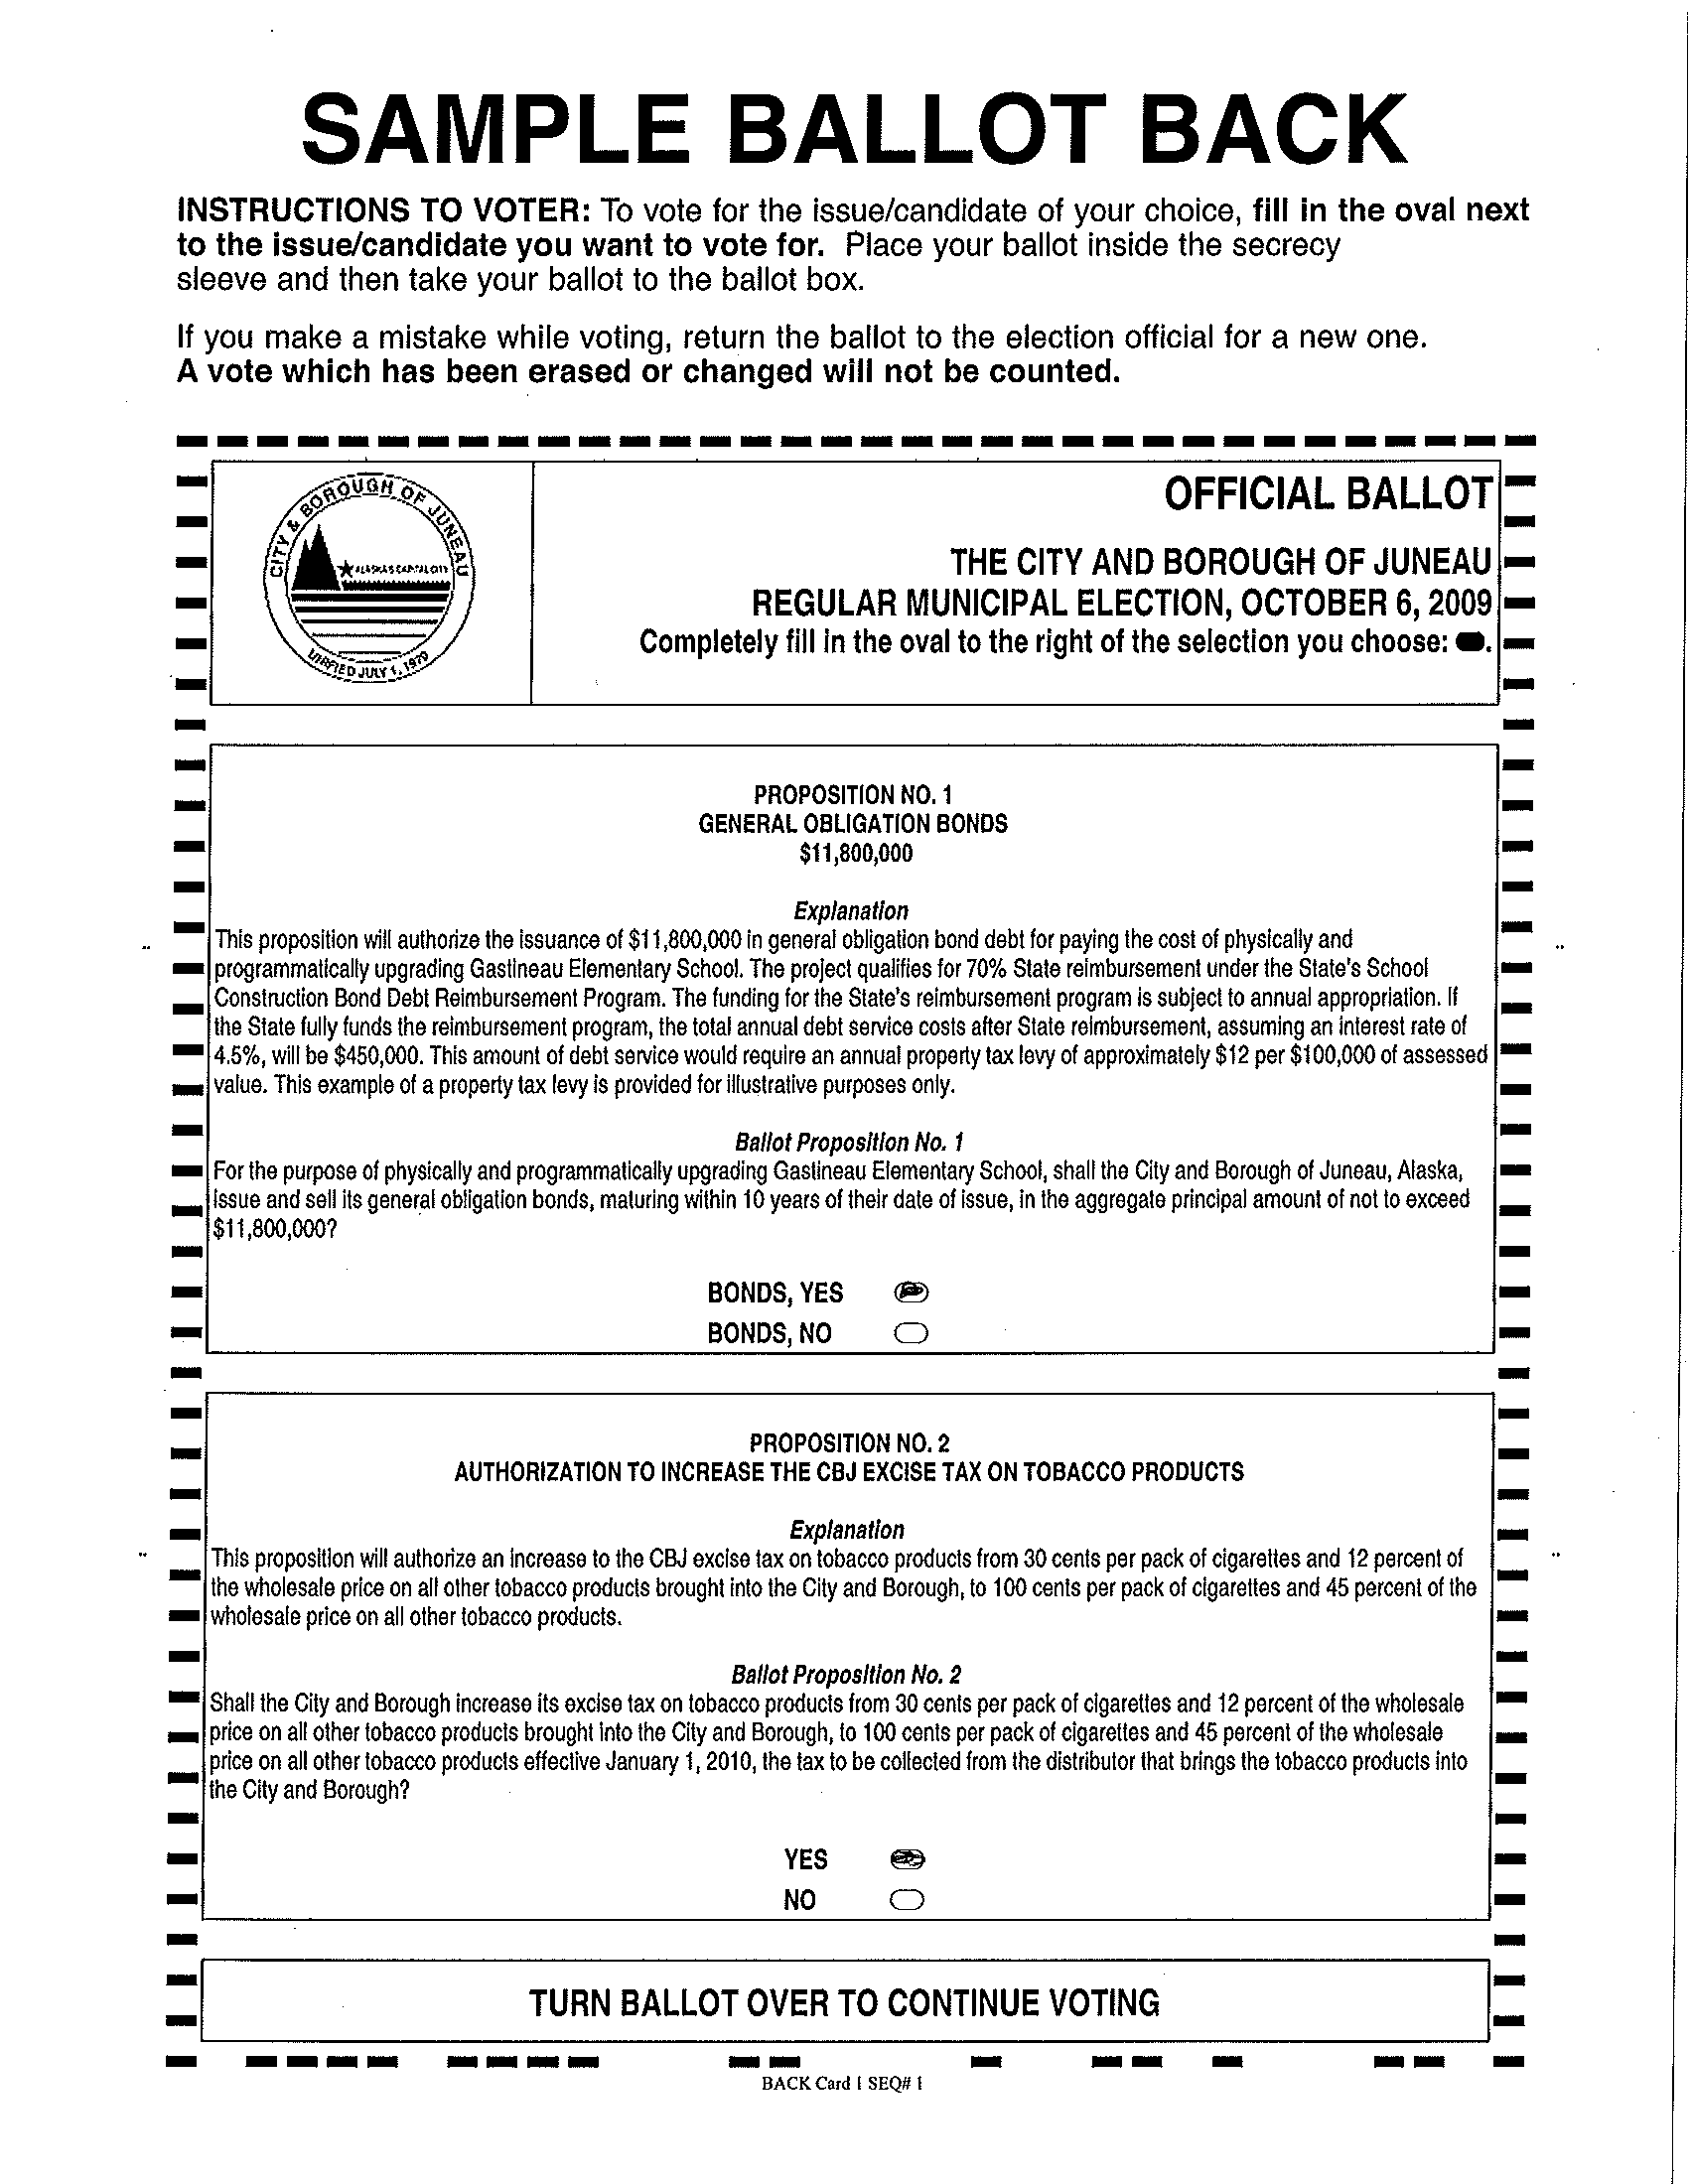 SAMPLE BALLOT BACK
INSTRUCTIONS TO VOTER: To vote for the issue/candidate of your choice, fill in the oval next
to the issue/candidate you want to vote for. Place your ballot inside the secrecy
sleeve and then take your ballot to the ballot box.
If you make a mistake while voting, return the ballot to the election official for a new one.
A vote which has been erased or changed will not be counted.
CITY & BOROUGH OF JUNEAU
ALASKA'S CAPITAL CITY
UNIFIED JULY 1, 1970
OFFICIAL BALLOT
THE CITY AND BOROUGH OF JUNEAU
REGULAR MUNICIPAL ELECTION, OCTOBER 6, 2009
Completely fill in the oval to the right of the selection you choose: .
PROPOSITION NO. 1
GENERAL OBLIGATION BONDS
$11,800,000
Explanation
This proposition will authorize the issuance of $11,800,000 in general obligation bond debt for paying the cost of physically and
programmatically upgrading Gastineau Elementary School. The project qualifies for 70% State reimbursement under the State's School
Construction Bond Debt Reimbursement Program. The funding for the State's reimbursement program is subject to annual appropriation. If
the State fully funds the reimbursement program, the total annual debt service costs after State reimbursement, assuming an interest rate of
4.5%, will be $450,000. This amount of debt service would require an annual property tax levy of approximately $12 per $100,000 of assessed
value. This example of a property tax levy is provided for illustrative purposes only.
Ballot Proposition No. 1
For the purpose of physically and programmatically upgrading Gastineau Elementary School, shall the City and Borough of Juneau, Alaska,
issue and sell its general obligation bonds, maturing within 10 years of their date of issue, in the aggregate principal amount of not to exceed
$11,800,000?
BONDS, YES
BONDS, NO
PROPOSITION NO. 2
AUTHORIZATION TO INCREASE THE CBJ EXCISE TAX ON TOBACCO PRODUCTS
Explanation
This proposition will authorize an increase to the CBJ excise tax on tobacco products from 30 cents per pack of cigarettes and 12 percent of
the wholesale price on all other tobacco products brought into the City and Borough, to 100 cents per pack of cigarettes and 45 percent of the
wholesale price on all other tobacco products.
Ballot Proposition No. 2
Shall the City and Borough increase its excise tax on tobacco products from 30 cents per pack of cigarettes and 12 percent of the wholesale
price on all other tobacco products brought into the City and Borough, to 100 cents per pack of cigarettes and 45 percent of the wholesale
price on all other tobacco products effective January 1, 2010, the tax to be collected from the distributor that brings the tobacco products into
the City and Borough?
YES
NO
TURN BALLOT OVER TO CONTINUE VOTING
BACK Card 1 SEQ# 1